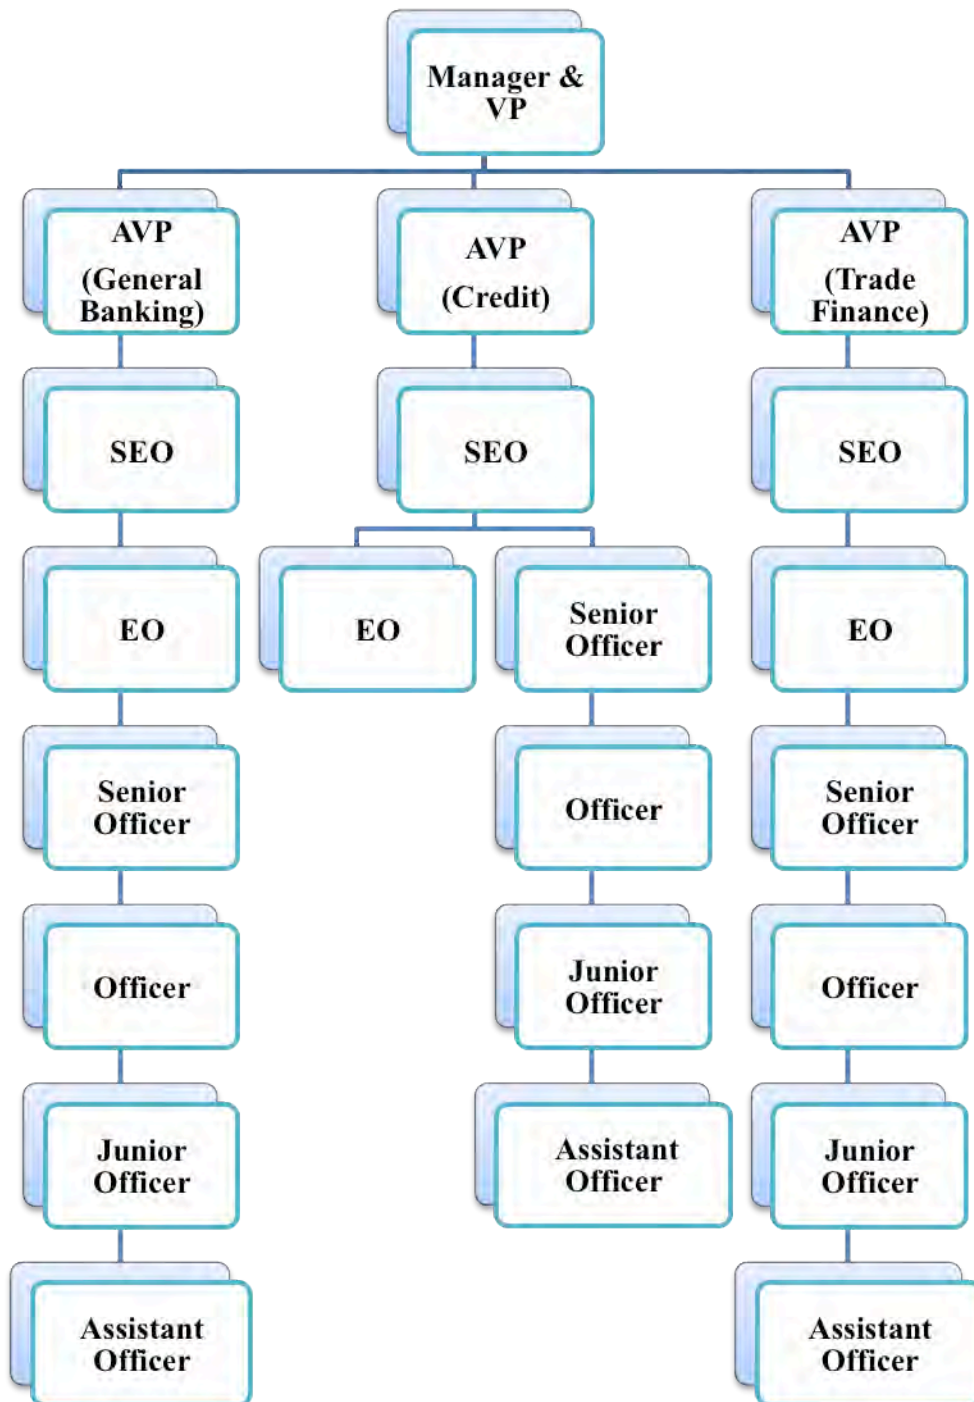 Manager &
VP
AVP
(General
Banking)
AVP
(Credit)
AVP
(Trade
Finance)
SEO
SEO
SEO
EO
EO
Senior
Officer
EO
Senior
Officer
Officer
Senior
Officer
Officer
Junior
Officer
Officer
Junior
Officer
Assistant
Officer
Junior
Officer
Assistant
Officer
Assistant
Officer